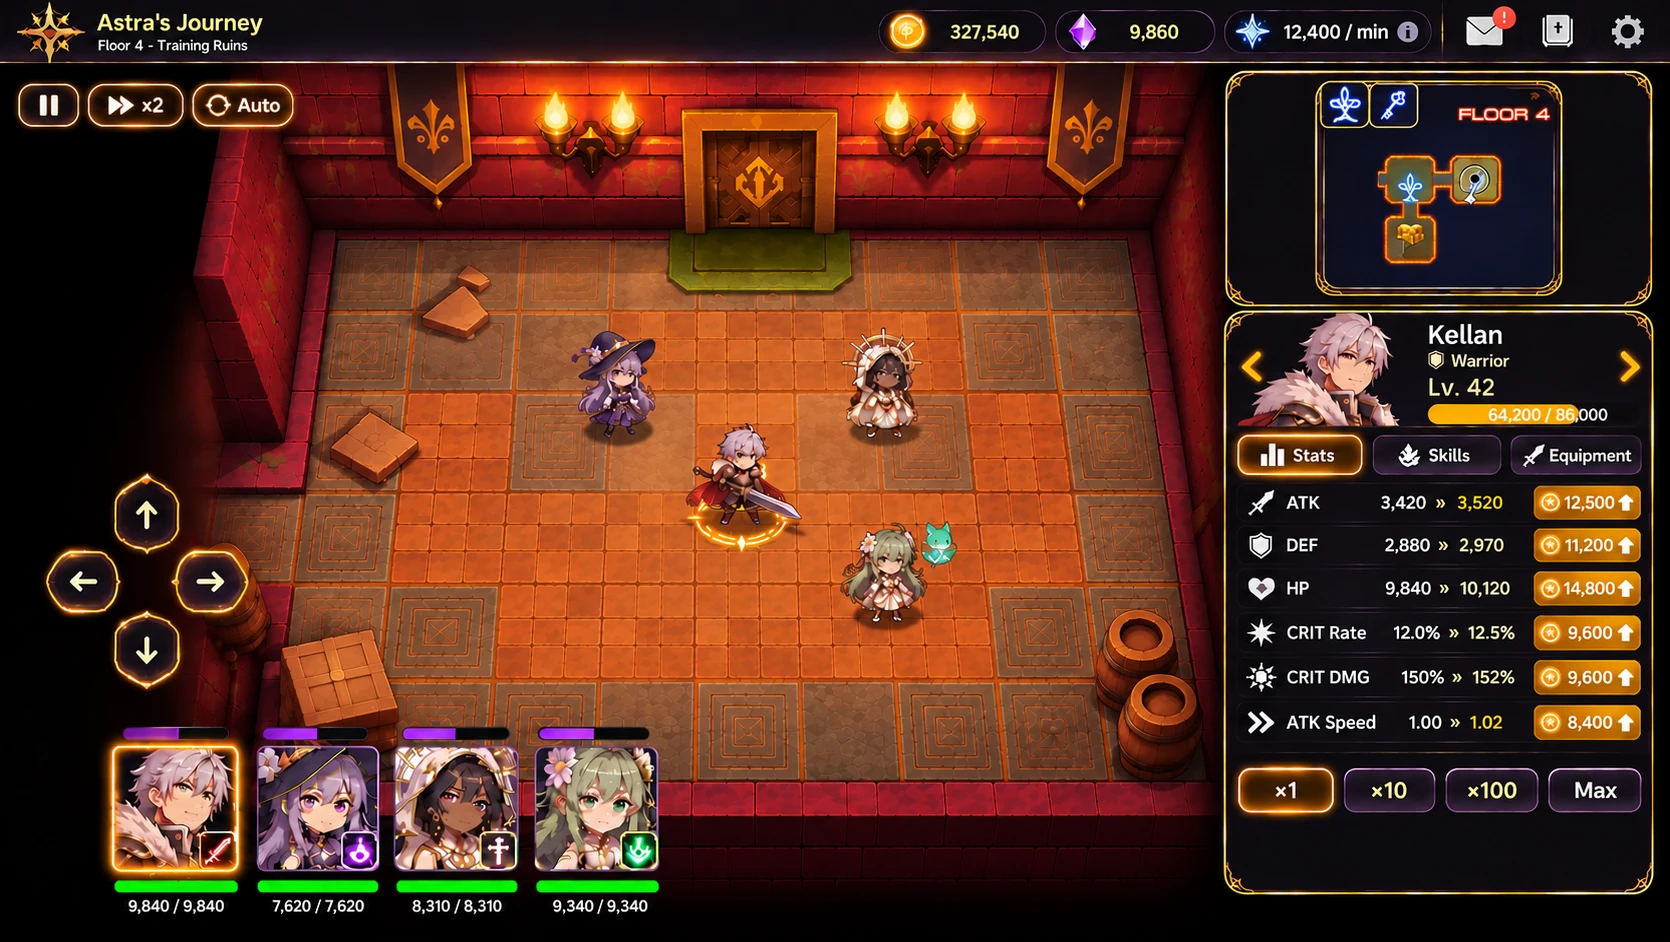 Astra's Journey
Floor 4 - Training Ruins
327,540
9,860
12,400 / min
i
!
x2
Auto
FLOOR 4
Kellan
Warrior
Lv. 42
64,200 / 86,000
Stats
Skills
Equipment
ATK 3,420 » 3,520 12,500
DEF 2,880 » 2,970 11,200
HP 9,840 » 10,120 14,800
CRIT Rate 12.0% » 12.5% 9,600
CRIT DMG 150% » 152% 9,600
ATK Speed 1.00 » 1.02 8,400
×1
×10
×100
Max
9,840 / 9,840
7,620 / 7,620
8,310 / 8,310
9,340 / 9,340